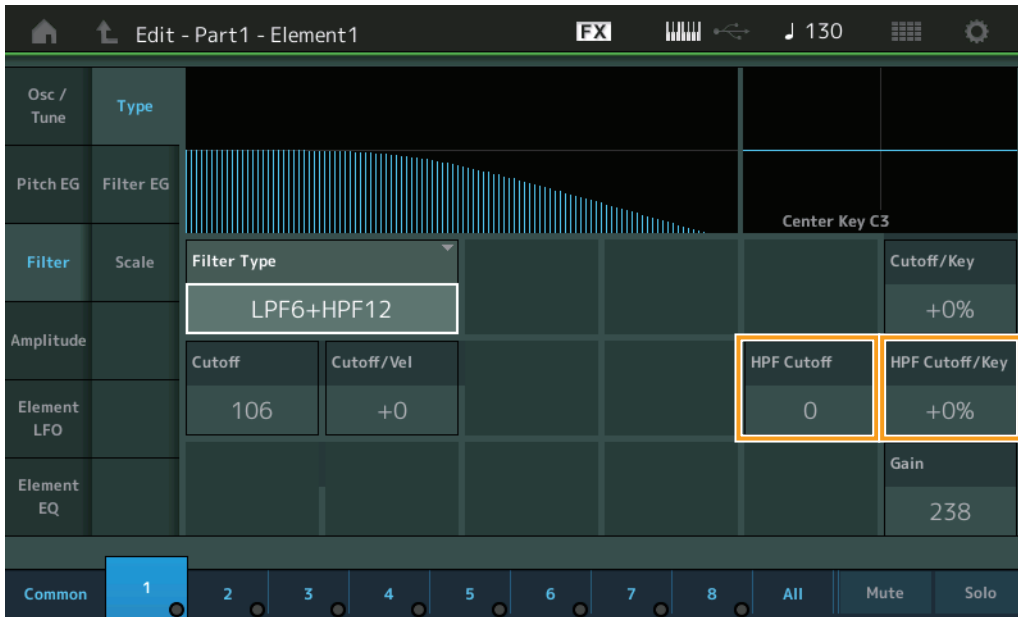 Edit - Part1 - Element1
FX
♩ 130
Osc /
Tune
Type
Pitch EG
Filter EG
Center Key C3
Filter
Scale
Filter Type
LPF6+HPF12
Cutoff/Key
+0%
Amplitude
Cutoff
106
Cutoff/Vel
+0
HPF Cutoff
0
HPF Cutoff/Key
+0%
Element
LFO
Gain
238
Element
EQ
Common
1
2
3
4
5
6
7
8
All
Mute
Solo